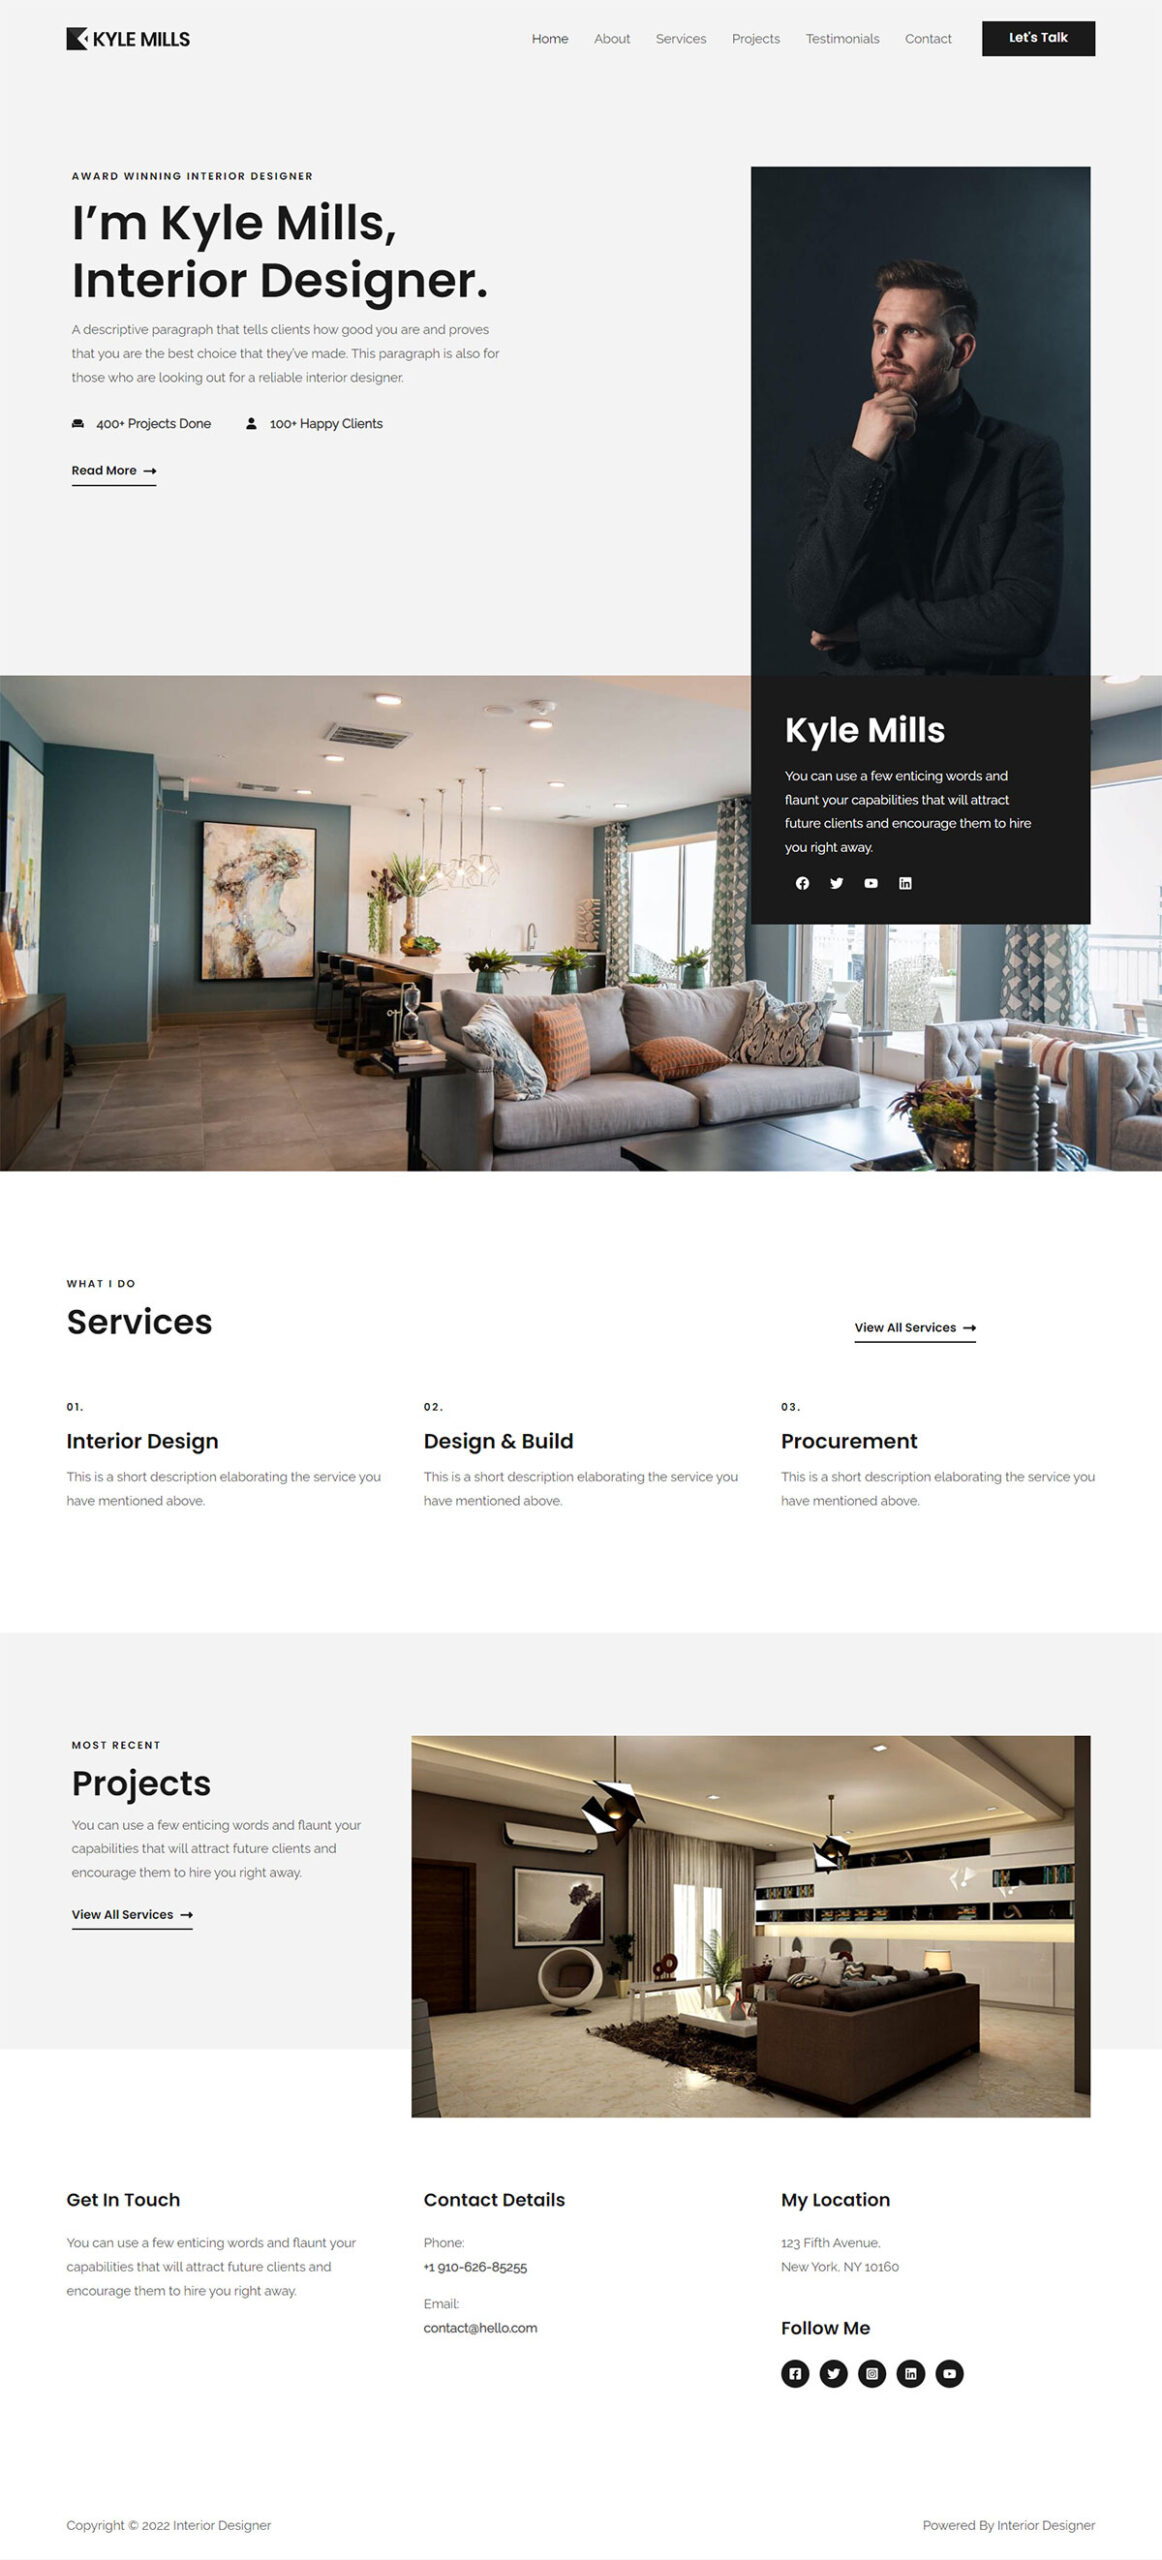 KYLE MILLS
Home About Services Projects Testimonials Contact Let's Talk
AWARD WINNING INTERIOR DESIGNER
I'm Kyle Mills,
Interior Designer.
A descriptive paragraph that tells clients how good you are and proves
that you are the best choice that they've made. This paragraph is also for
those who are looking out for a reliable interior designer.
400+ Projects Done 100+ Happy Clients
Read More
Kyle Mills
You can use a few enticing words and
flaunt your capabilities that will attract
future clients and encourage them to hire
you right away.
WHAT I DO
Services
View All Services
01.
Interior Design
This is a short description elaborating the service you
have mentioned above.
02.
Design & Build
This is a short description elaborating the service you
have mentioned above.
03.
Procurement
This is a short description elaborating the service you
have mentioned above.
MOST RECENT
Projects
You can use a few enticing words and flaunt your
capabilities that will attract future clients and
encourage them to hire you right away.
View All Services
Get In Touch
You can use a few enticing words and flaunt your
capabilities that will attract future clients and
encourage them to hire you right away.
Contact Details
Phone:
+1 910-626-85255
Email:
contact@hello.com
My Location
123 Fifth Avenue,
New York, NY 10160
Follow Me
Copyright © 2022 Interior Designer
Powered By Interior Designer